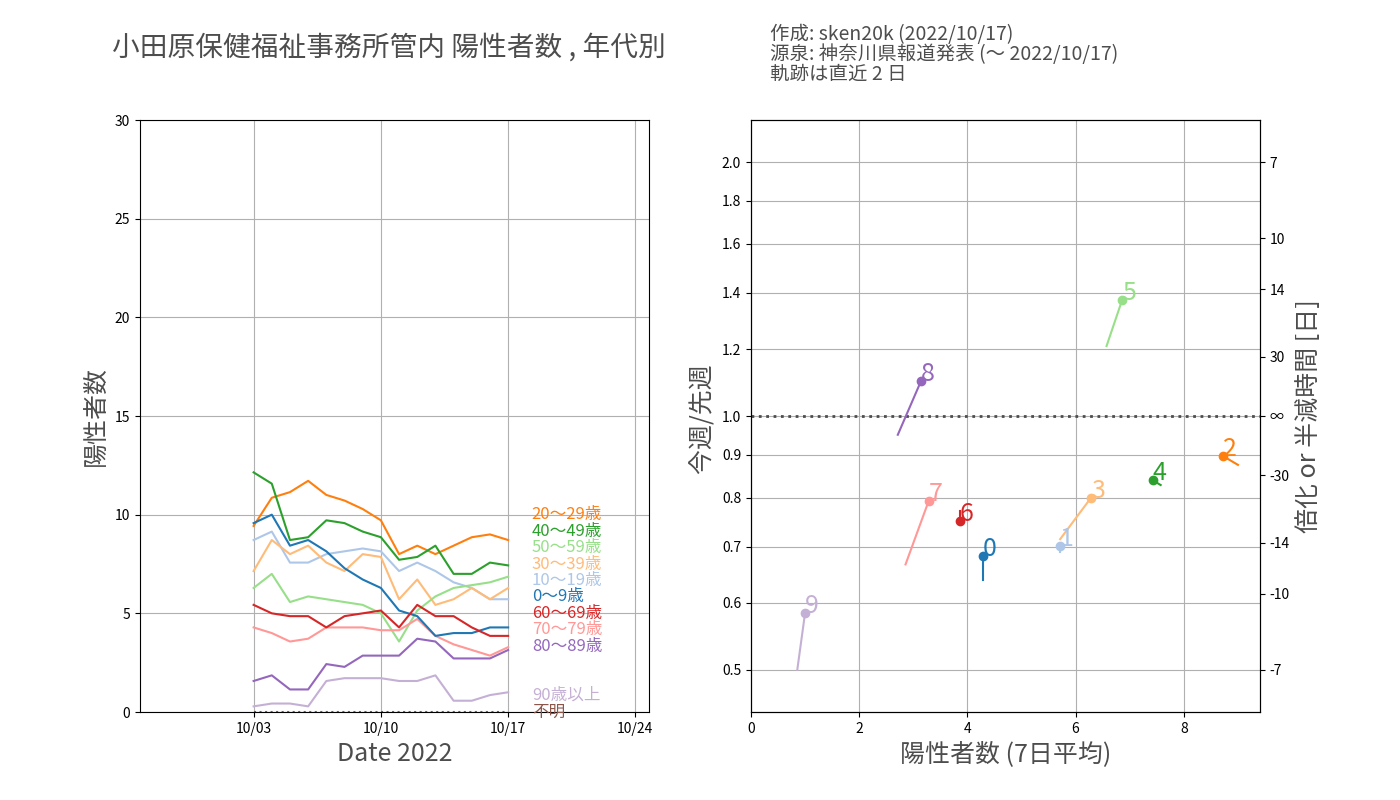 小田原保健福祉事務所管内 陽性者数 , 年代別
作成: sken20k (2022/10/17)
源泉: 神奈川県報道発表 (～ 2022/10/17)
軌跡は直近 2 日
陽性者数
30
25
20
15
10
5
0
10/03
10/10
10/17
10/24
Date 2022
20～29歳
40～49歳
50～59歳
30～39歳
10～19歳
0～9歳
60～69歳
70～79歳
80～89歳
90歳以上
不明
今週/先週
2.0
1.8
1.6
1.4
1.2
1.0
0.9
0.8
0.7
0.6
0.5
0
2
4
6
8
陽性者数 (7日平均)
5
8
2
4
3
7
6
1
0
9
7
10
14
30
∞
-30
-14
-10
-7
倍化 or 半減時間 [日]